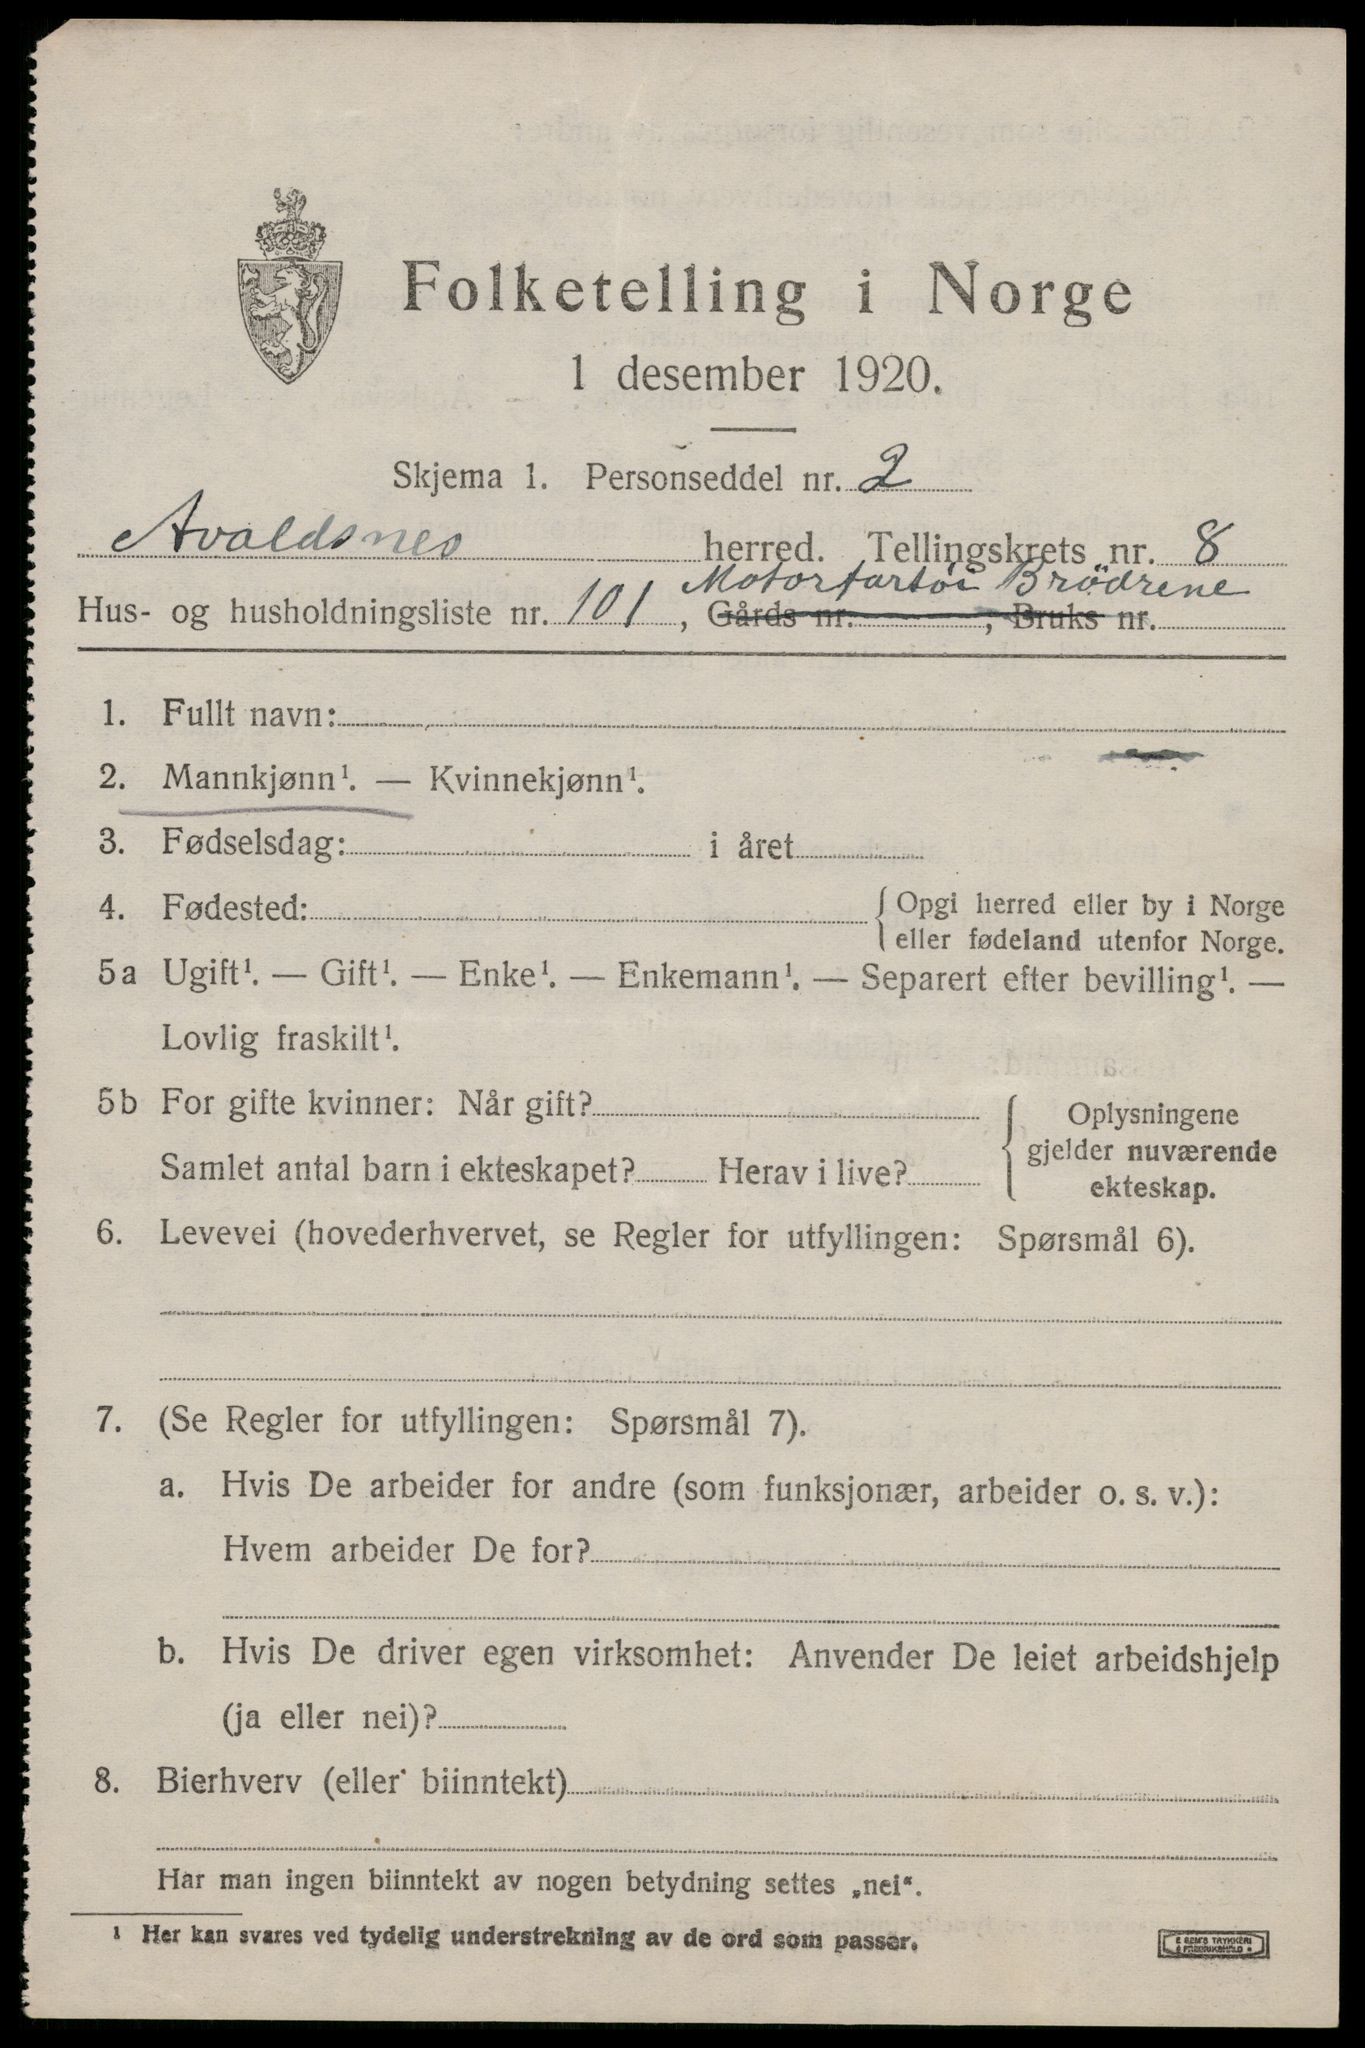 Folketelling i Norge
1 desember 1920.
Skjema 1. Personseddel nr. 2
Avaldsnes herred. Tellingskrets nr. 8
Motorfartöi Brödrene
Hus- og husholdningsliste nr. 101, Gårds nr. , Bruks nr.
1. Fullt navn:
2. Mannkjønn¹. — Kvinnekjønn¹.
3. Fødselsdag: i året
4. Fødested: { Opgi herred eller by i Norge
eller fødeland utenfor Norge.
5a Ugift¹. — Gift¹. — Enke¹. — Enkemann¹. — Separert efter bevilling¹. —
Lovlig fraskilt¹.
5b For gifte kvinner: Når gift?
Samlet antal barn i ekteskapet? Herav i live?
Oplysningene
gjelder nuværende
ekteskap.
6. Levevei (hovederhvervet, se Regler for utfyllingen: Spørsmål 6).
7. (Se Regler for utfyllingen: Spørsmål 7).
a. Hvis De arbeider for andre (som funksjonær, arbeider o. s. v.):
Hvem arbeider De for?
b. Hvis De driver egen virksomhet: Anvender De leiet arbeidshjelp
(ja eller nei)?
8. Bierhverv (eller biinntekt)
Har man ingen biinntekt av nogen betydning settes „nei“.
¹ Her kan svares ved tydelig understrekning av de ord som passer.
E SEM'S TRYKKERI
FREDRIKSHALD